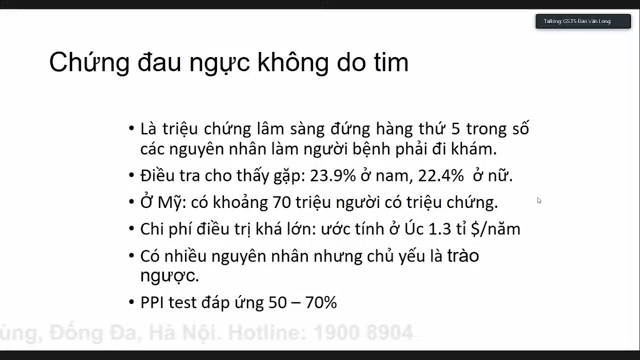 Talking: GS.TS-Đào Văn Long
Chứng đau ngực không do tim
• Là triệu chứng lâm sàng đứng hàng thứ 5 trong số
các nguyên nhân làm người bệnh phải đi khám.
• Điều tra cho thấy gặp: 23.9% ở nam, 22.4% ở nữ.
• Ở Mỹ: có khoảng 70 triệu người có triệu chứng.
• Chi phí điều trị khá lớn: ước tính ở Úc 1.3 tỉ $/năm
• Có nhiều nguyên nhân nhưng chủ yếu là trào
ngược.
• PPI test đáp ứng 50 – 70%
ùng, Đống Đa, Hà Nội. Hotline: 1900 8904